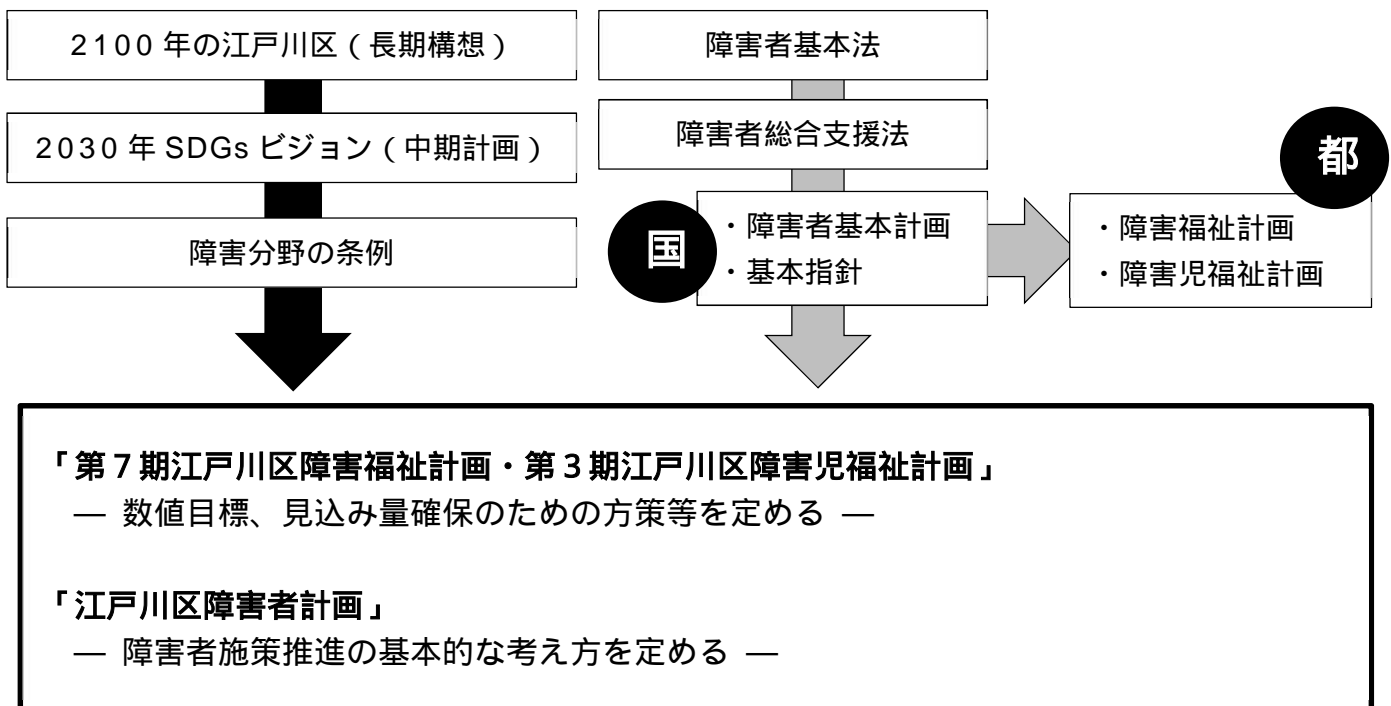 2100年の江戸川区（長期構想）
2030年SDGsビジョン（中期計画）
障害分野の条例
障害者基本法
障害者総合支援法
国
・障害者基本計画
・基本指針
都
・障害福祉計画
・障害児福祉計画
「第７期江戸川区障害福祉計画・第３期江戸川区障害児福祉計画」
― 数値目標、見込み量確保のための方策等を定める ―
「江戸川区障害者計画」
― 障害者施策推進の基本的な考え方を定める ―